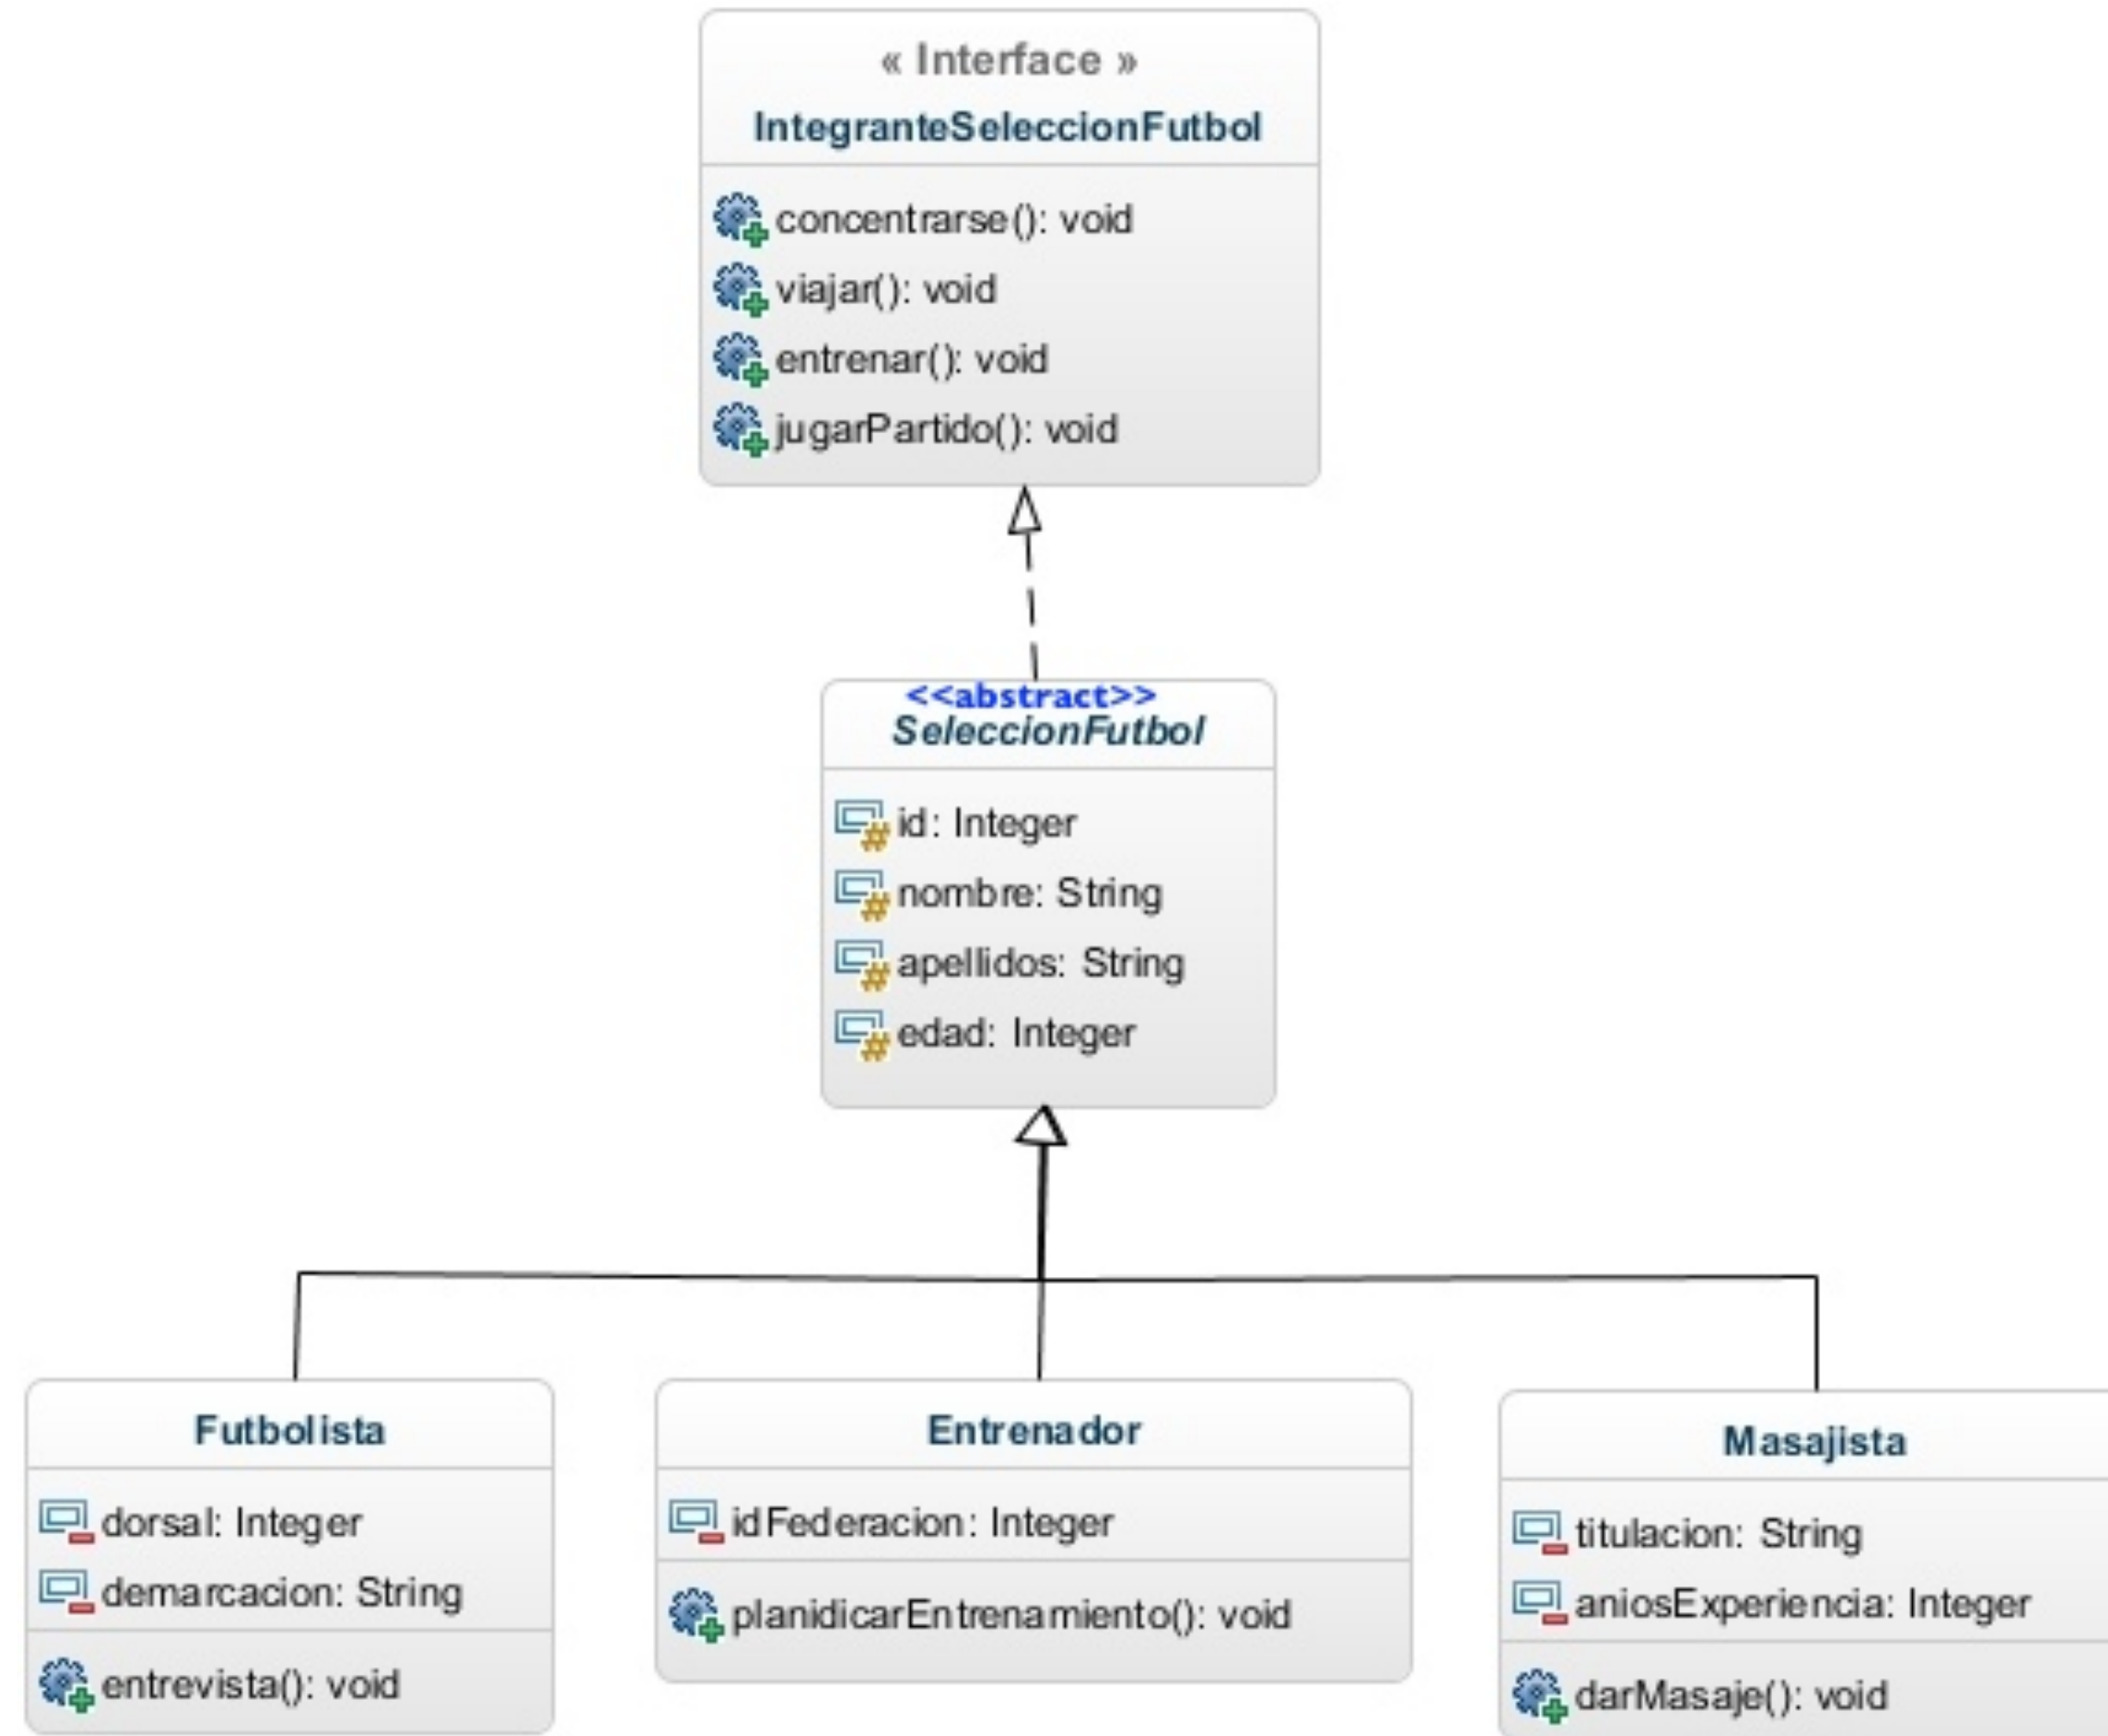 « Interface »
IntegranteSeleccionFutbol
concentrarse(): void
viajar(): void
entrenar(): void
jugarPartido(): void
<<abstract>>
SeleccionFutbol
# id: Integer
# nombre: String
# apellidos: String
# edad: Integer
Futbolista
dorsal: Integer
demarcacion: String
entrevista(): void
Entrenador
idFederacion: Integer
planidicarEntrenamiento(): void
Masajista
titulacion: String
aniosExperiencia: Integer
darMasaje(): void